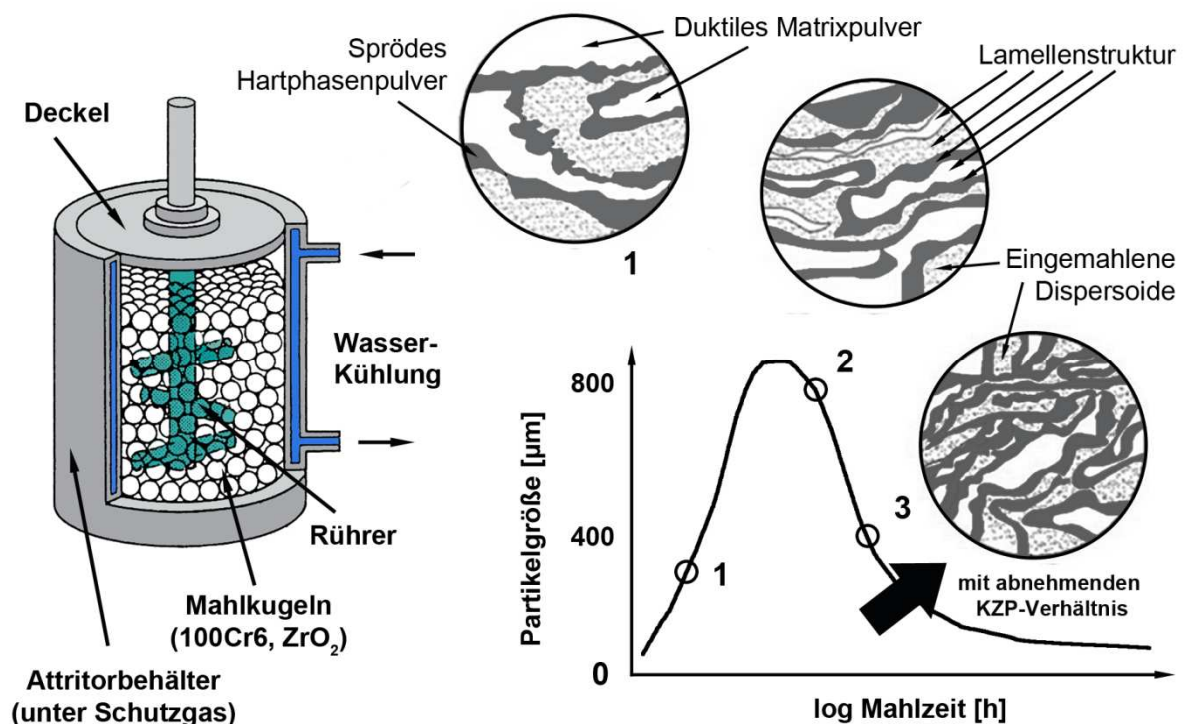 Deckel
Wasser-
Kühlung
Rührer
Mahlkugeln
(100Cr6, ZrO₂)
Attritorbehälter
(unter Schutzgas)
Sprödes
Hartphasenpulver
Duktiles Matrixpulver
1
Lamellenstruktur
Eingemahlene
Dispersoide
Partikelgröße [µm]
800
400
0
1
2
3
mit abnehmenden
KZP-Verhältnis
log Mahlzeit [h]